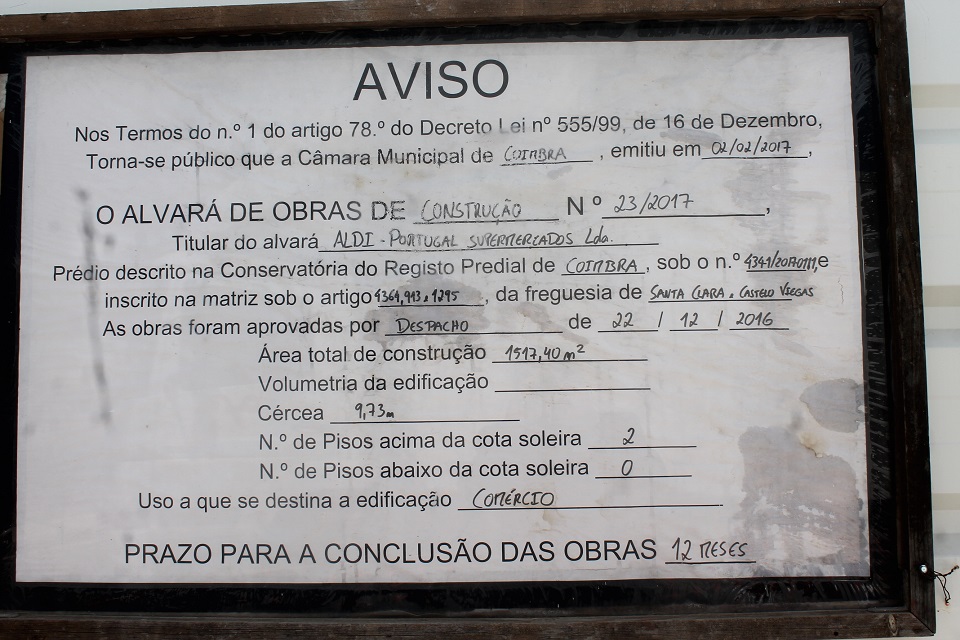 AVISO
Nos Termos do n.º 1 do artigo 78.º do Decreto Lei nº 555/99, de 16 de Dezembro,
Torna-se público que a Câmara Municipal de COIMBRA, emitiu em 02/02/2017,
O ALVARÁ DE OBRAS DE CONSTRUÇÃO Nº 23/2017,
Titular do alvará ALDI - PORTUGAL SUPERMERCADOS Lda.
Prédio descrito na Conservatória do Registo Predial de COIMBRA, sob o n.º e
inscrito na matriz sob o artigo , da freguesia de SANTA CLARA e CASTELO VIEGAS
As obras foram aprovadas por DESPACHO de 22 / 12 / 2016
Área total de construção 1517,40 m²
Volumetria da edificação
Cércea 9,73m
N.º de Pisos acima da cota soleira 2
N.º de Pisos abaixo da cota soleira 0
Uso a que se destina a edificação COMÉRCIO
PRAZO PARA A CONCLUSÃO DAS OBRAS 12 MESES